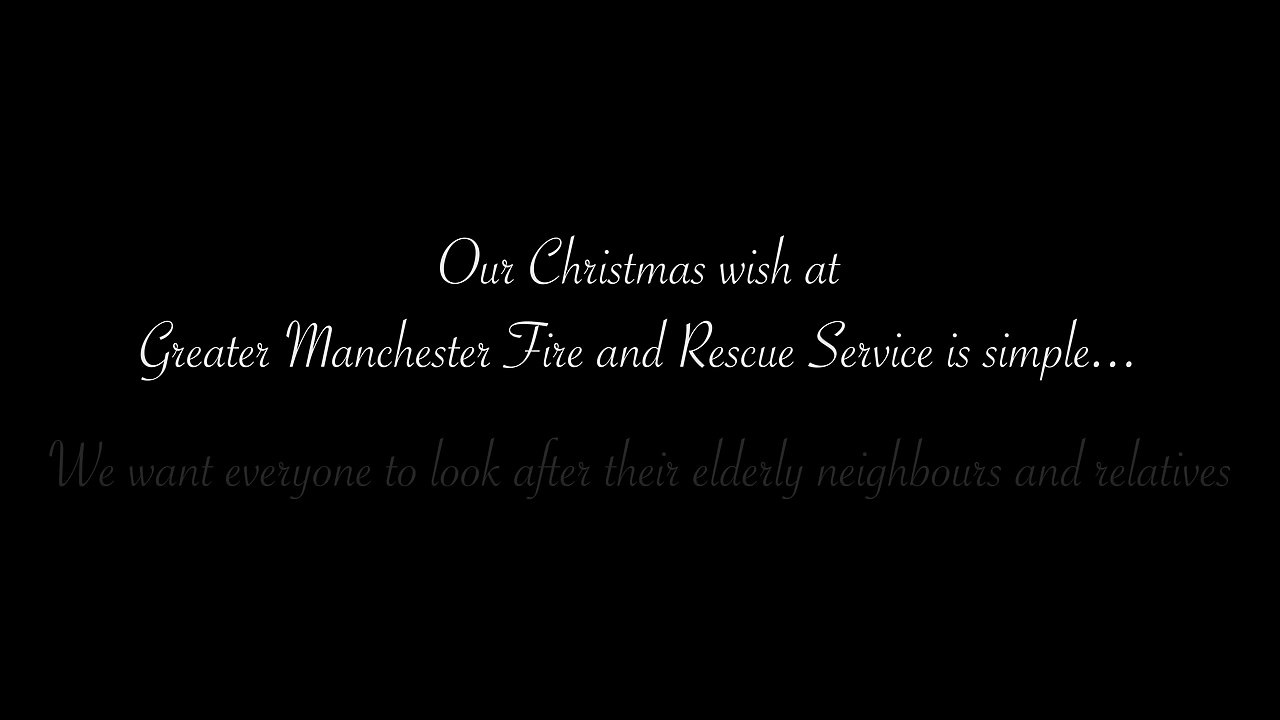 Our Christmas wish at
Greater Manchester Fire and Rescue Service is simple...
We want everyone to look after their elderly neighbours and relatives